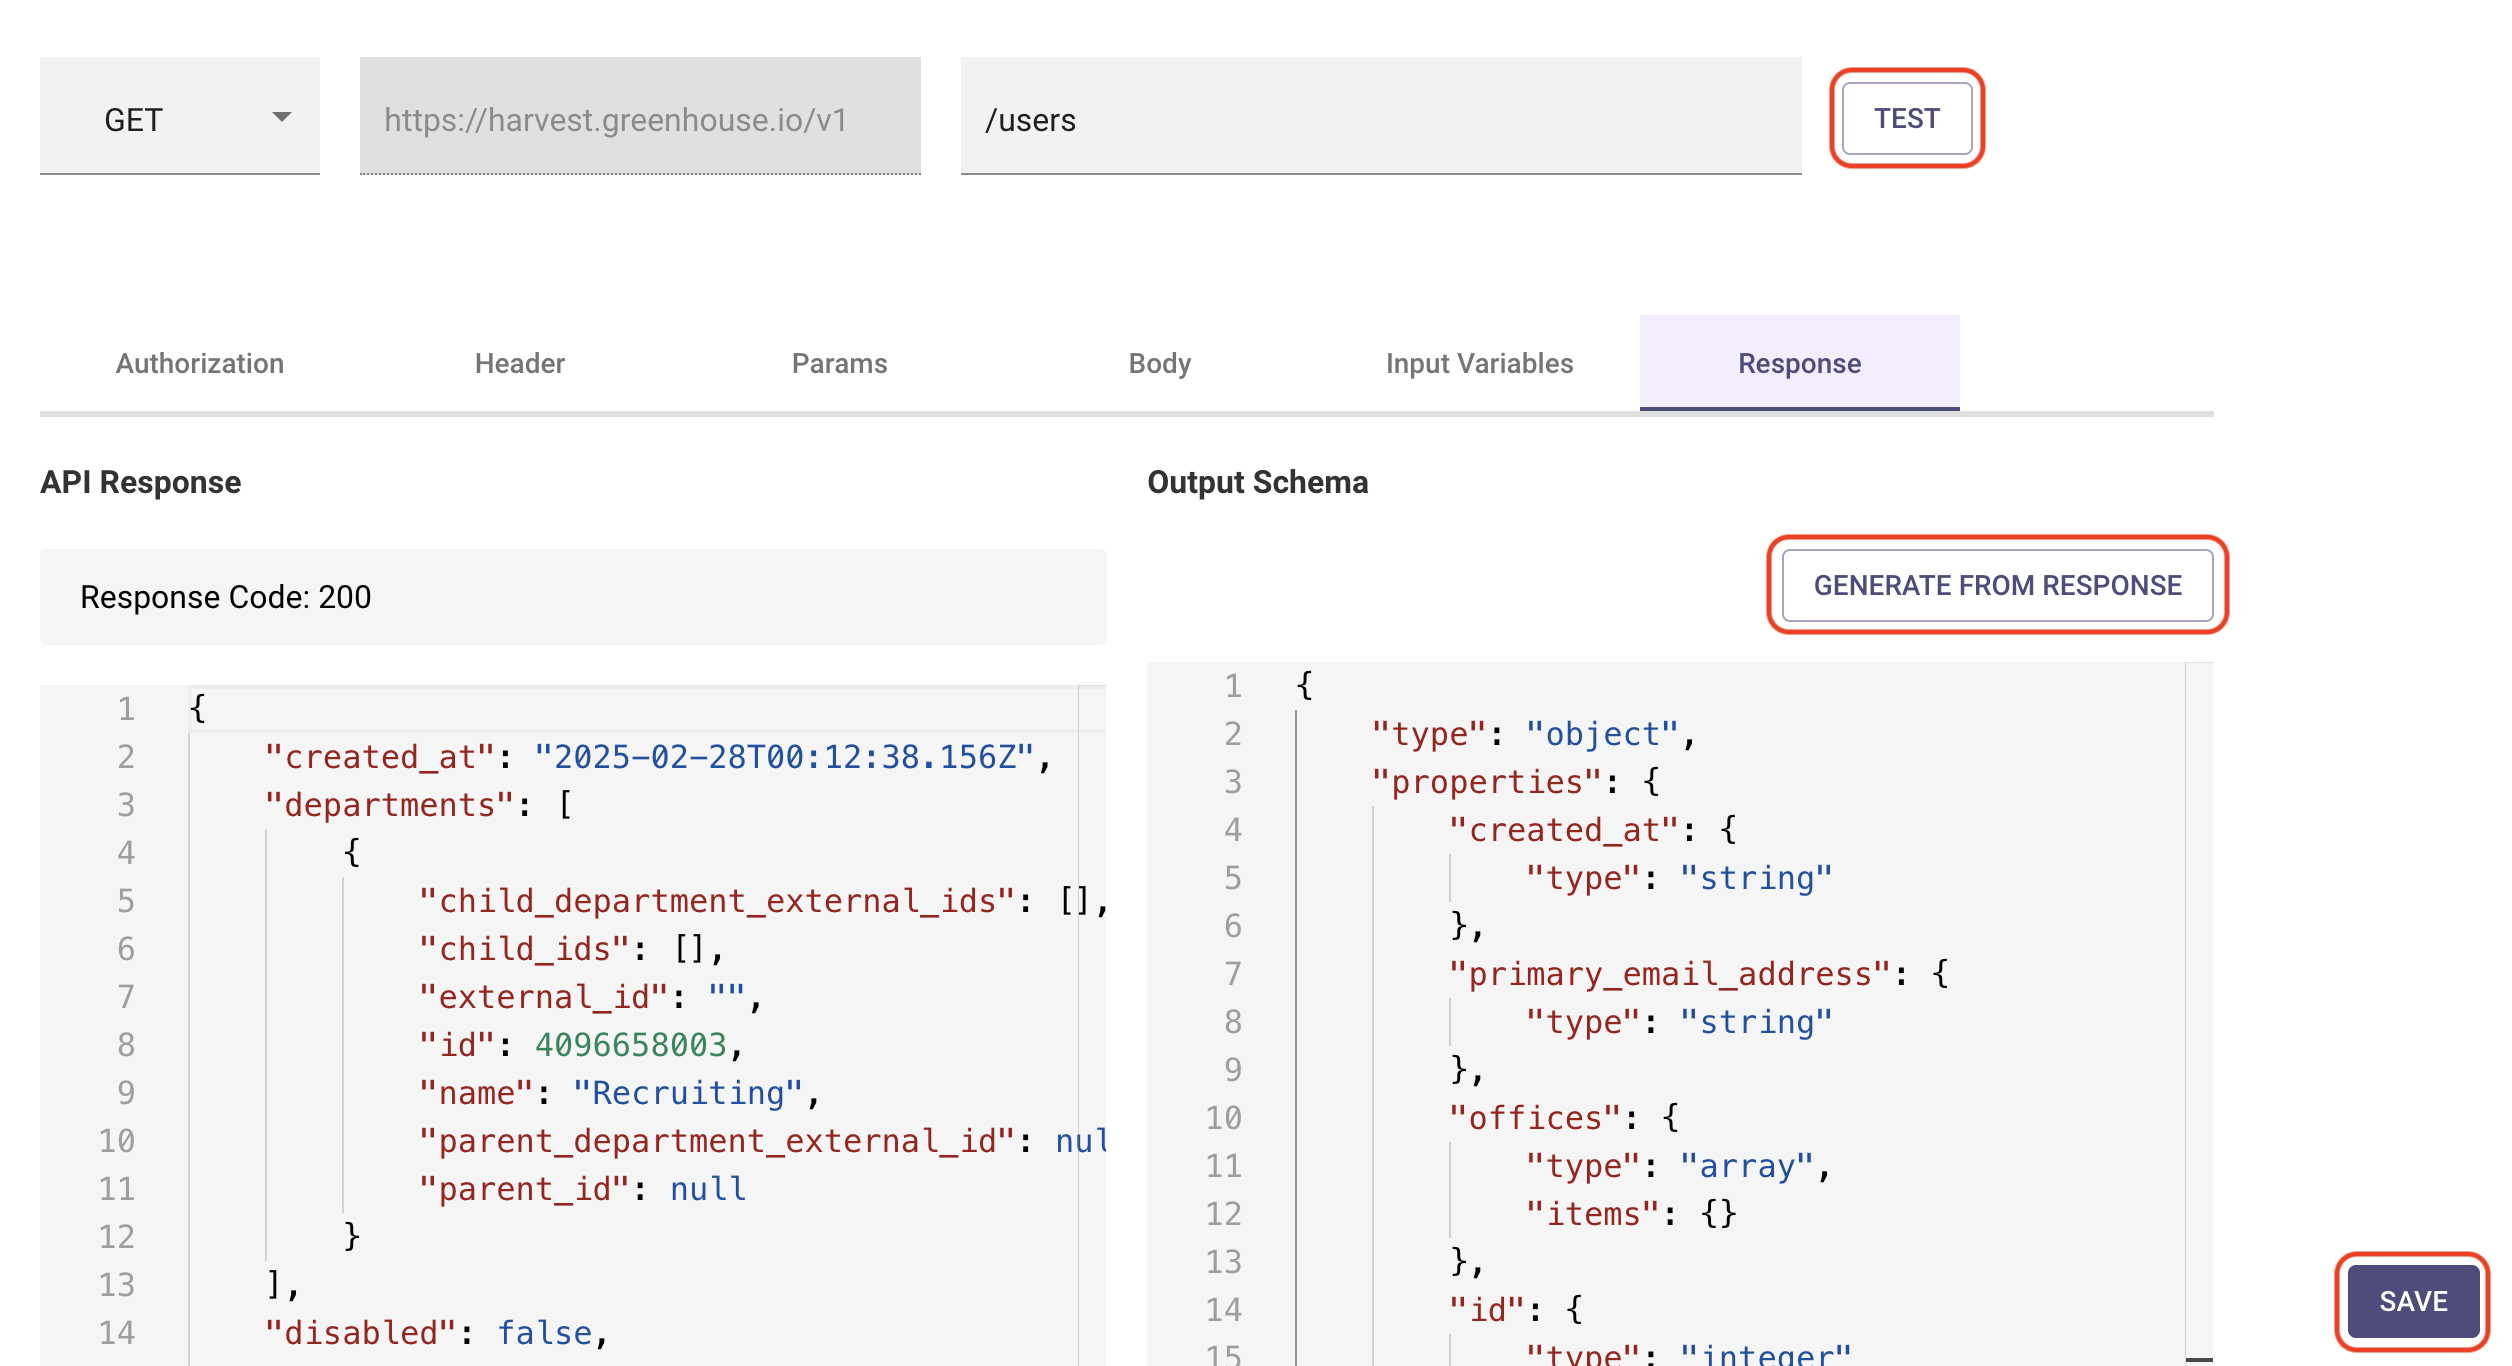 GET
https://harvest.greenhouse.io/v1
/users
TEST
Authorization
Header
Params
Body
Input Variables
Response
API Response
Response Code: 200
1 {
2 "created_at": "2025-02-28T00:12:38.156Z",
3 "departments": [
4 {
5 "child_department_external_ids": [],
6 "child_ids": [],
7 "external_id": "",
8 "id": 4096658003,
9 "name": "Recruiting",
10 "parent_department_external_id": nul
11 "parent_id": null
12 }
13 ],
14 "disabled": false,
Output Schema
GENERATE FROM RESPONSE
1 {
2 "type": "object",
3 "properties": {
4 "created_at": {
5 "type": "string"
6 },
7 "primary_email_address": {
8 "type": "string"
9 },
10 "offices": {
11 "type": "array",
12 "items": {}
13 },
14 "id": {
15 "type": "integer"
SAVE